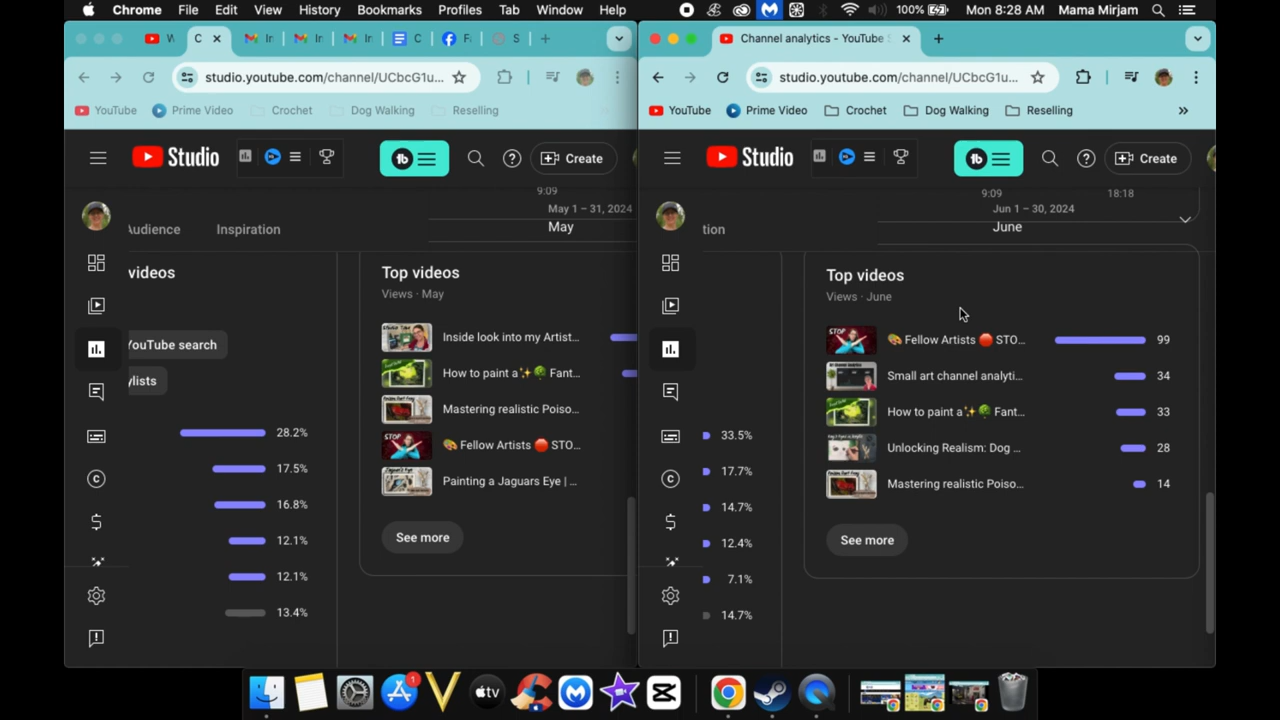 Chrome File Edit View History Bookmarks Profiles Tab Window Help 100% Mon 8:28 AM Mama Mirjam
studio.youtube.com/channel/UCbcG1u...
YouTube Prime Video Crochet Dog Walking Reselling
Studio Create
9:09
May 1 – 31, 2024
May
Audience Inspiration
videos
YouTube search
28.2%
17.5%
16.8%
12.1%
12.1%
13.4%
Top videos
Views · May
Inside look into my Artist...
How to paint a✨🌳 Fant...
Mastering realistic Poiso...
🎨 Fellow Artists 🛑 STO...
Painting a Jaguars Eye | ...
See more
Channel analytics - YouTube S
studio.youtube.com/channel/UCbcG1u...
YouTube Prime Video Crochet Dog Walking Reselling »
Studio Create
9:09 18:18
Jun 1 – 30, 2024
June
tion
33.5%
17.7%
14.7%
12.4%
7.1%
14.7%
Top videos
Views · June
🎨 Fellow Artists 🛑 STO... 99
Small art channel analyti... 34
How to paint a✨🌳 Fant... 33
Unlocking Realism: Dog ... 28
Mastering realistic Poiso... 14
See more